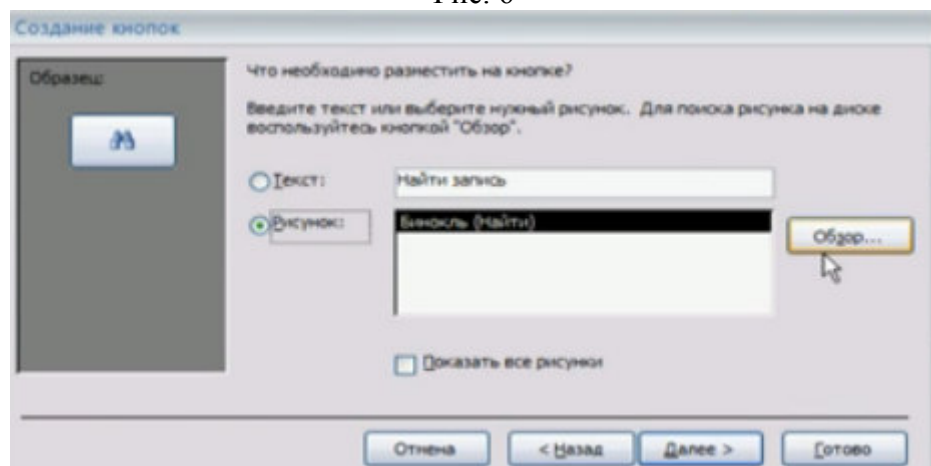 Создание кнопок
Образец:
Что необходимо разместить на кнопке?
Введите текст или выберите нужный рисунок. Для поиска рисунка на диске
воспользуйтесь кнопкой "Обзор".
Текст:
Найти запись
Рисунок:
Бинокль (Найти)
Обзор...
Показать все рисунки
Отмена
< Назад
Далее >
Готово